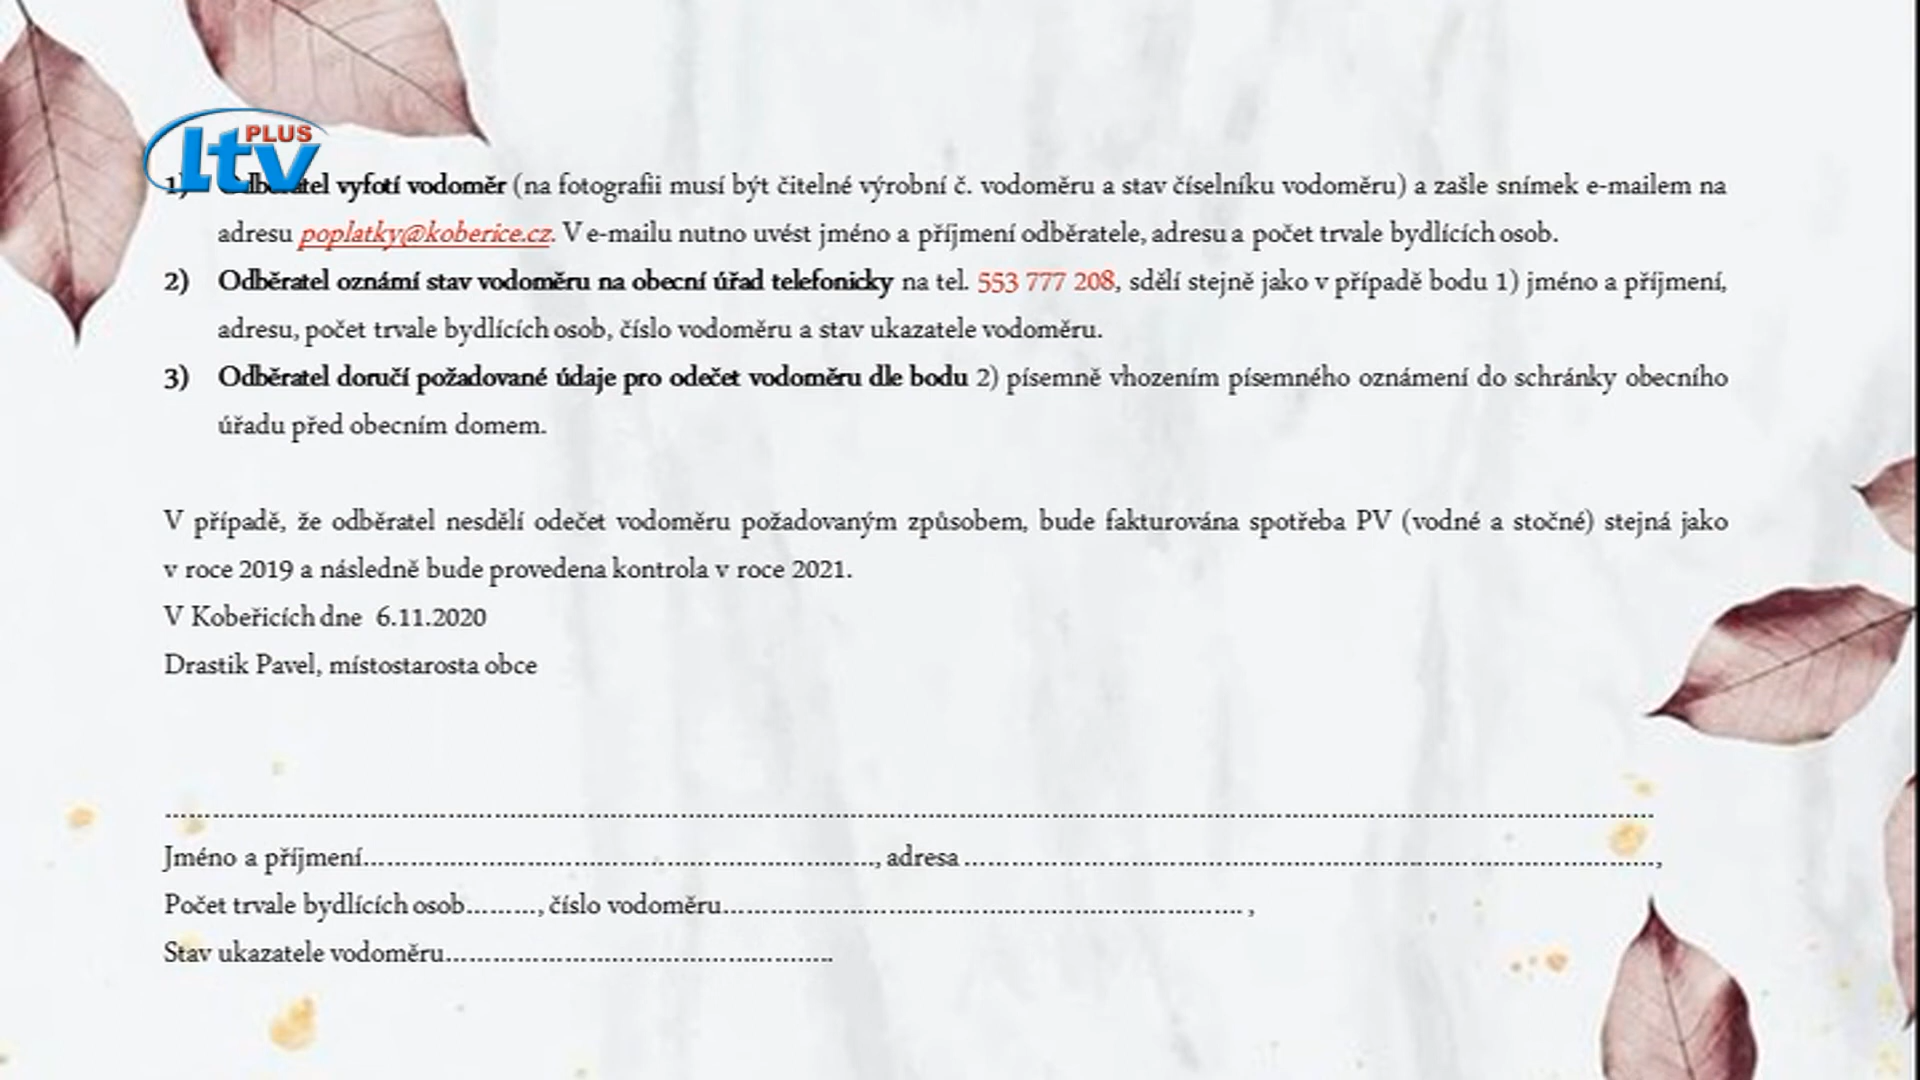 ltv PLUS
1) Odběratel vyfotí vodoměr (na fotografii musí být čitelné výrobní č. vodoměru a stav číselníku vodoměru) a zašle snímek e-mailem na
adresu poplatky@koberice.cz. V e-mailu nutno uvést jméno a příjmení odběratele, adresu a počet trvale bydlících osob.
2) Odběratel oznámí stav vodoměru na obecní úřad telefonicky na tel. 553 777 208, sdělí stejně jako v případě bodu 1) jméno a příjmení,
adresu, počet trvale bydlících osob, číslo vodoměru a stav ukazatele vodoměru.
3) Odběratel doručí požadované údaje pro odečet vodoměru dle bodu 2) písemně vhozením písemného oznámení do schránky obecního
úřadu před obecním domem.
V případě, že odběratel nesdělí odečet vodoměru požadovaným způsobem, bude fakturována spotřeba PV (vodné a stočné) stejná jako
v roce 2019 a následně bude provedena kontrola v roce 2021.
V Kobeřicích dne 6.11.2020
Drastik Pavel, místostarosta obce
Jméno a příjmení……………………………………………, adresa……………………………………………………………,
Počet trvale bydlících osob………, číslo vodoměru……………………………………………,
Stav ukazatele vodoměru…………………………………